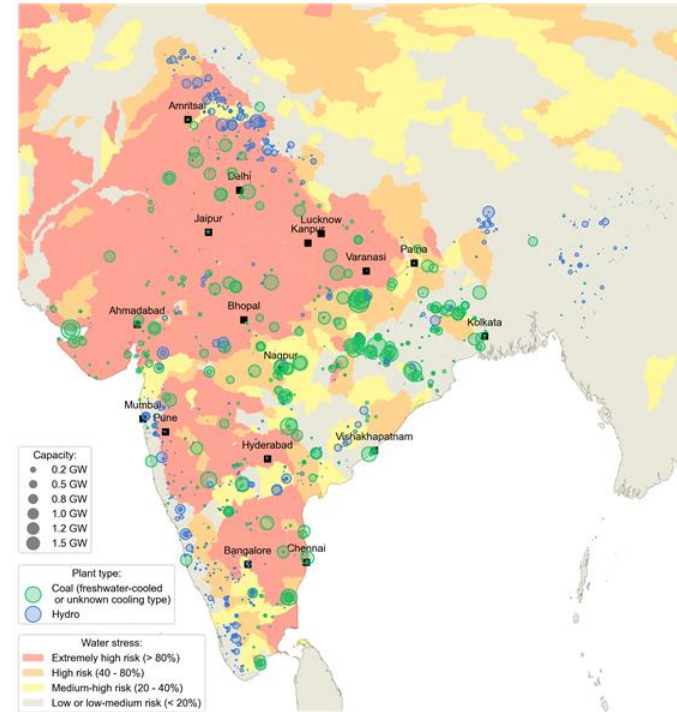 Amritsar
Delhi
Jaipur
Lucknow
Kanpur
Varanasi
Patna
Ahmadabad
Bhopal
Kolkata
Nagpur
Mumbai
Pune
Hyderabad
Vishakhapatnam
Bangalore
Chennai
Capacity:
0.2 GW
0.5 GW
0.8 GW
1.0 GW
1.2 GW
1.5 GW
Plant type:
Coal (freshwater-cooled
or unknown cooling type)
Hydro
Water stress:
Extremely high risk (> 80%)
High risk (40 - 80%)
Medium-high risk (20 - 40%)
Low or low-medium risk (< 20%)